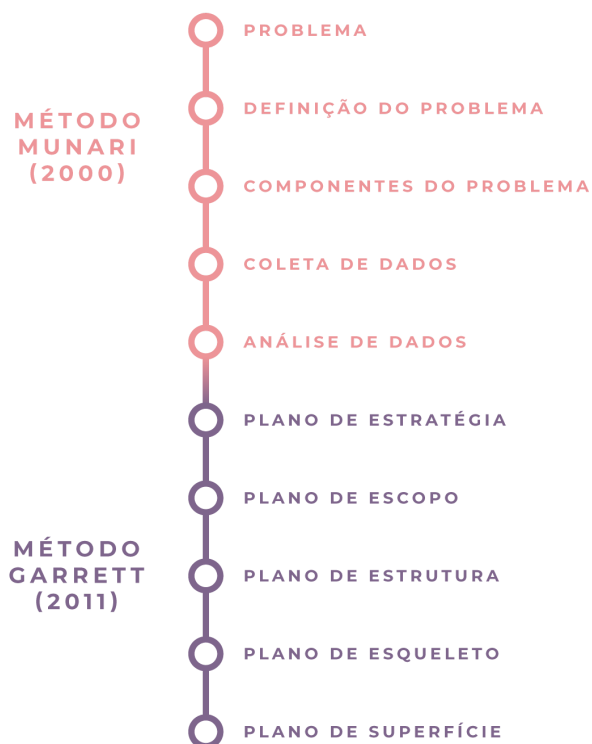 PROBLEMA
DEFINIÇÃO DO PROBLEMA
MÉTODO
MUNARI
(2000)
COMPONENTES DO PROBLEMA
COLETA DE DADOS
ANÁLISE DE DADOS
PLANO DE ESTRATÉGIA
PLANO DE ESCOPO
MÉTODO
GARRETT
(2011)
PLANO DE ESTRUTURA
PLANO DE ESQUELETO
PLANO DE SUPERFÍCIE